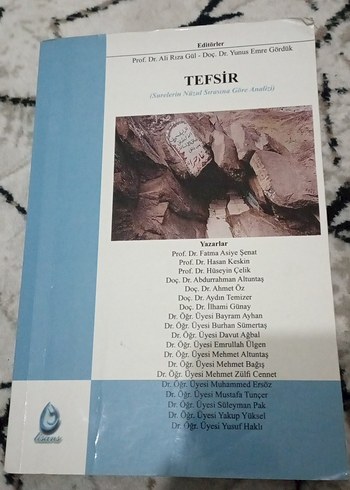 Editörler
Prof. Dr. Ali Rıza Gül - Doç. Dr. Yunus Emre Gördük
TEFSİR
(Surelerin Nüzul Sırasına Göre Analizi)
Yazarlar
Prof. Dr. Fatma Asiye Şenat
Prof. Dr. Hasan Keskin
Prof. Dr. Hüseyin Çelik
Doç. Dr. Abdurrahman Altuntaş
Doç. Dr. Ahmet Öz
Doç. Dr. Aydın Temizer
Doç. Dr. İlhami Günay
Dr. Öğr. Üyesi Bayram Ayhan
Dr. Öğr. Üyesi Burhan Sümertaş
Dr. Öğr. Üyesi Davut Ağbal
Dr. Öğr. Üyesi Emrullah Ülgen
Dr. Öğr. Üyesi Mehmet Altuntaş
Dr. Öğr. Üyesi Mehmet Bağış
Dr. Öğr. Üyesi Mehmet Zülfi Cennet
Dr. Öğr. Üyesi Muhammed Ersöz
Dr. Öğr. Üyesi Mustafa Tunçer
Dr. Öğr. Üyesi Süleyman Pak
Dr. Öğr. Üyesi Yakup Yüksel
Dr. Öğr. Üyesi Yusuf Haklı